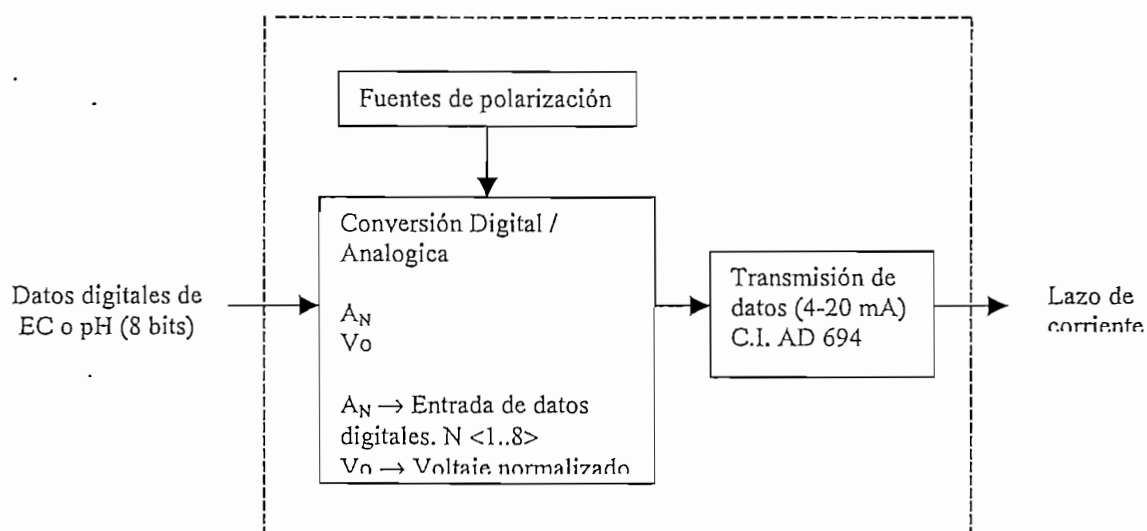 Fuentes de polarización
Conversión Digital /
Analogica
A_N
Vo
A_N → Entrada de datos
digitales. N <1..8>
Vo → Voltaje normalizado
Datos digitales de
EC o pH (8 bits)
Transmisión de
datos (4-20 mA)
C.I. AD 694
Lazo de
corriente